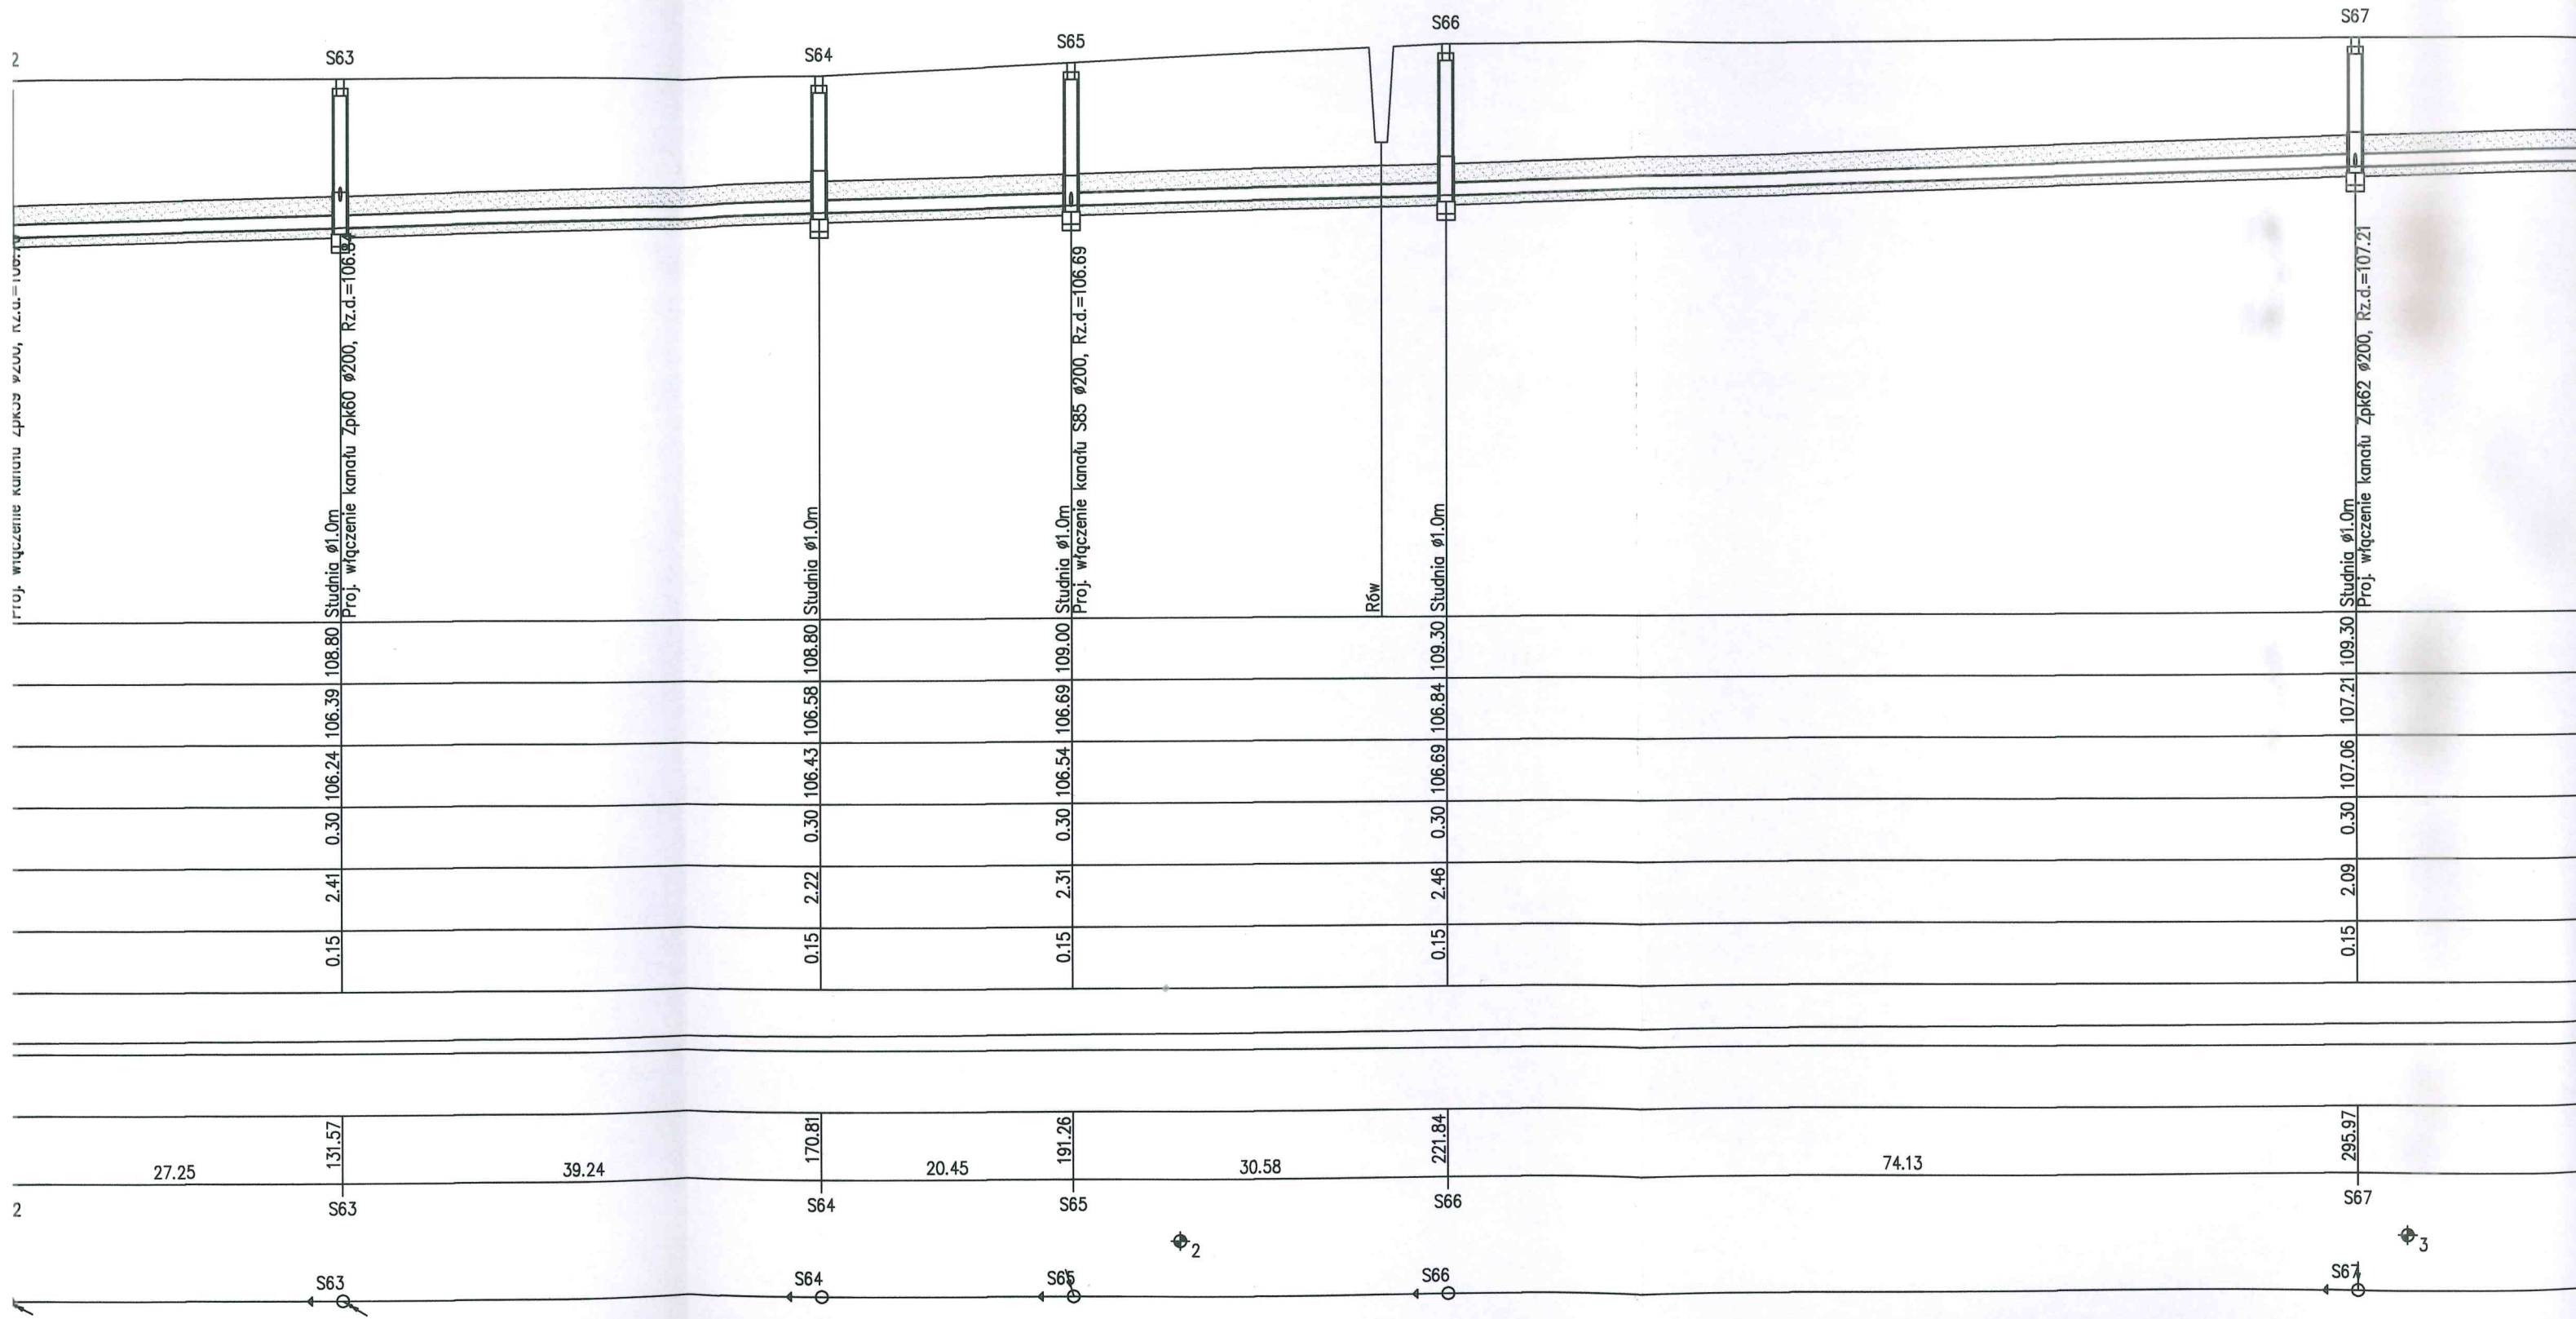 2
S63
S64
S65
S66
S67
Proj. włączenie kanału Zpk59 ø200,
Studnia ø1.0m
Proj. włączenie kanału Zpk60 ø200,
Studnia ø1.0m
Studnia ø1.0m
Proj. włączenie kanału S85 ø200, Rz.d.=106.69
Rów
Studnia ø1.0m
Studnia ø1.0m
Proj. włączenie kanału Zpk62 ø200, Rz.d.=107.21
108.80
108.80
109.00
109.30
109.30
106.39
106.58
106.69
106.84
107.21
106.24
106.43
106.54
106.69
107.06
0.30
0.30
0.30
0.30
0.30
2.41
2.22
2.31
2.46
2.09
0.15
0.15
0.15
0.15
0.15
131.57
170.81
191.26
221.84
295.97
27.25
39.24
20.45
30.58
74.13
2
S63
S64
S65
S66
S67
2
3
S63
S64
S65
S66
S67